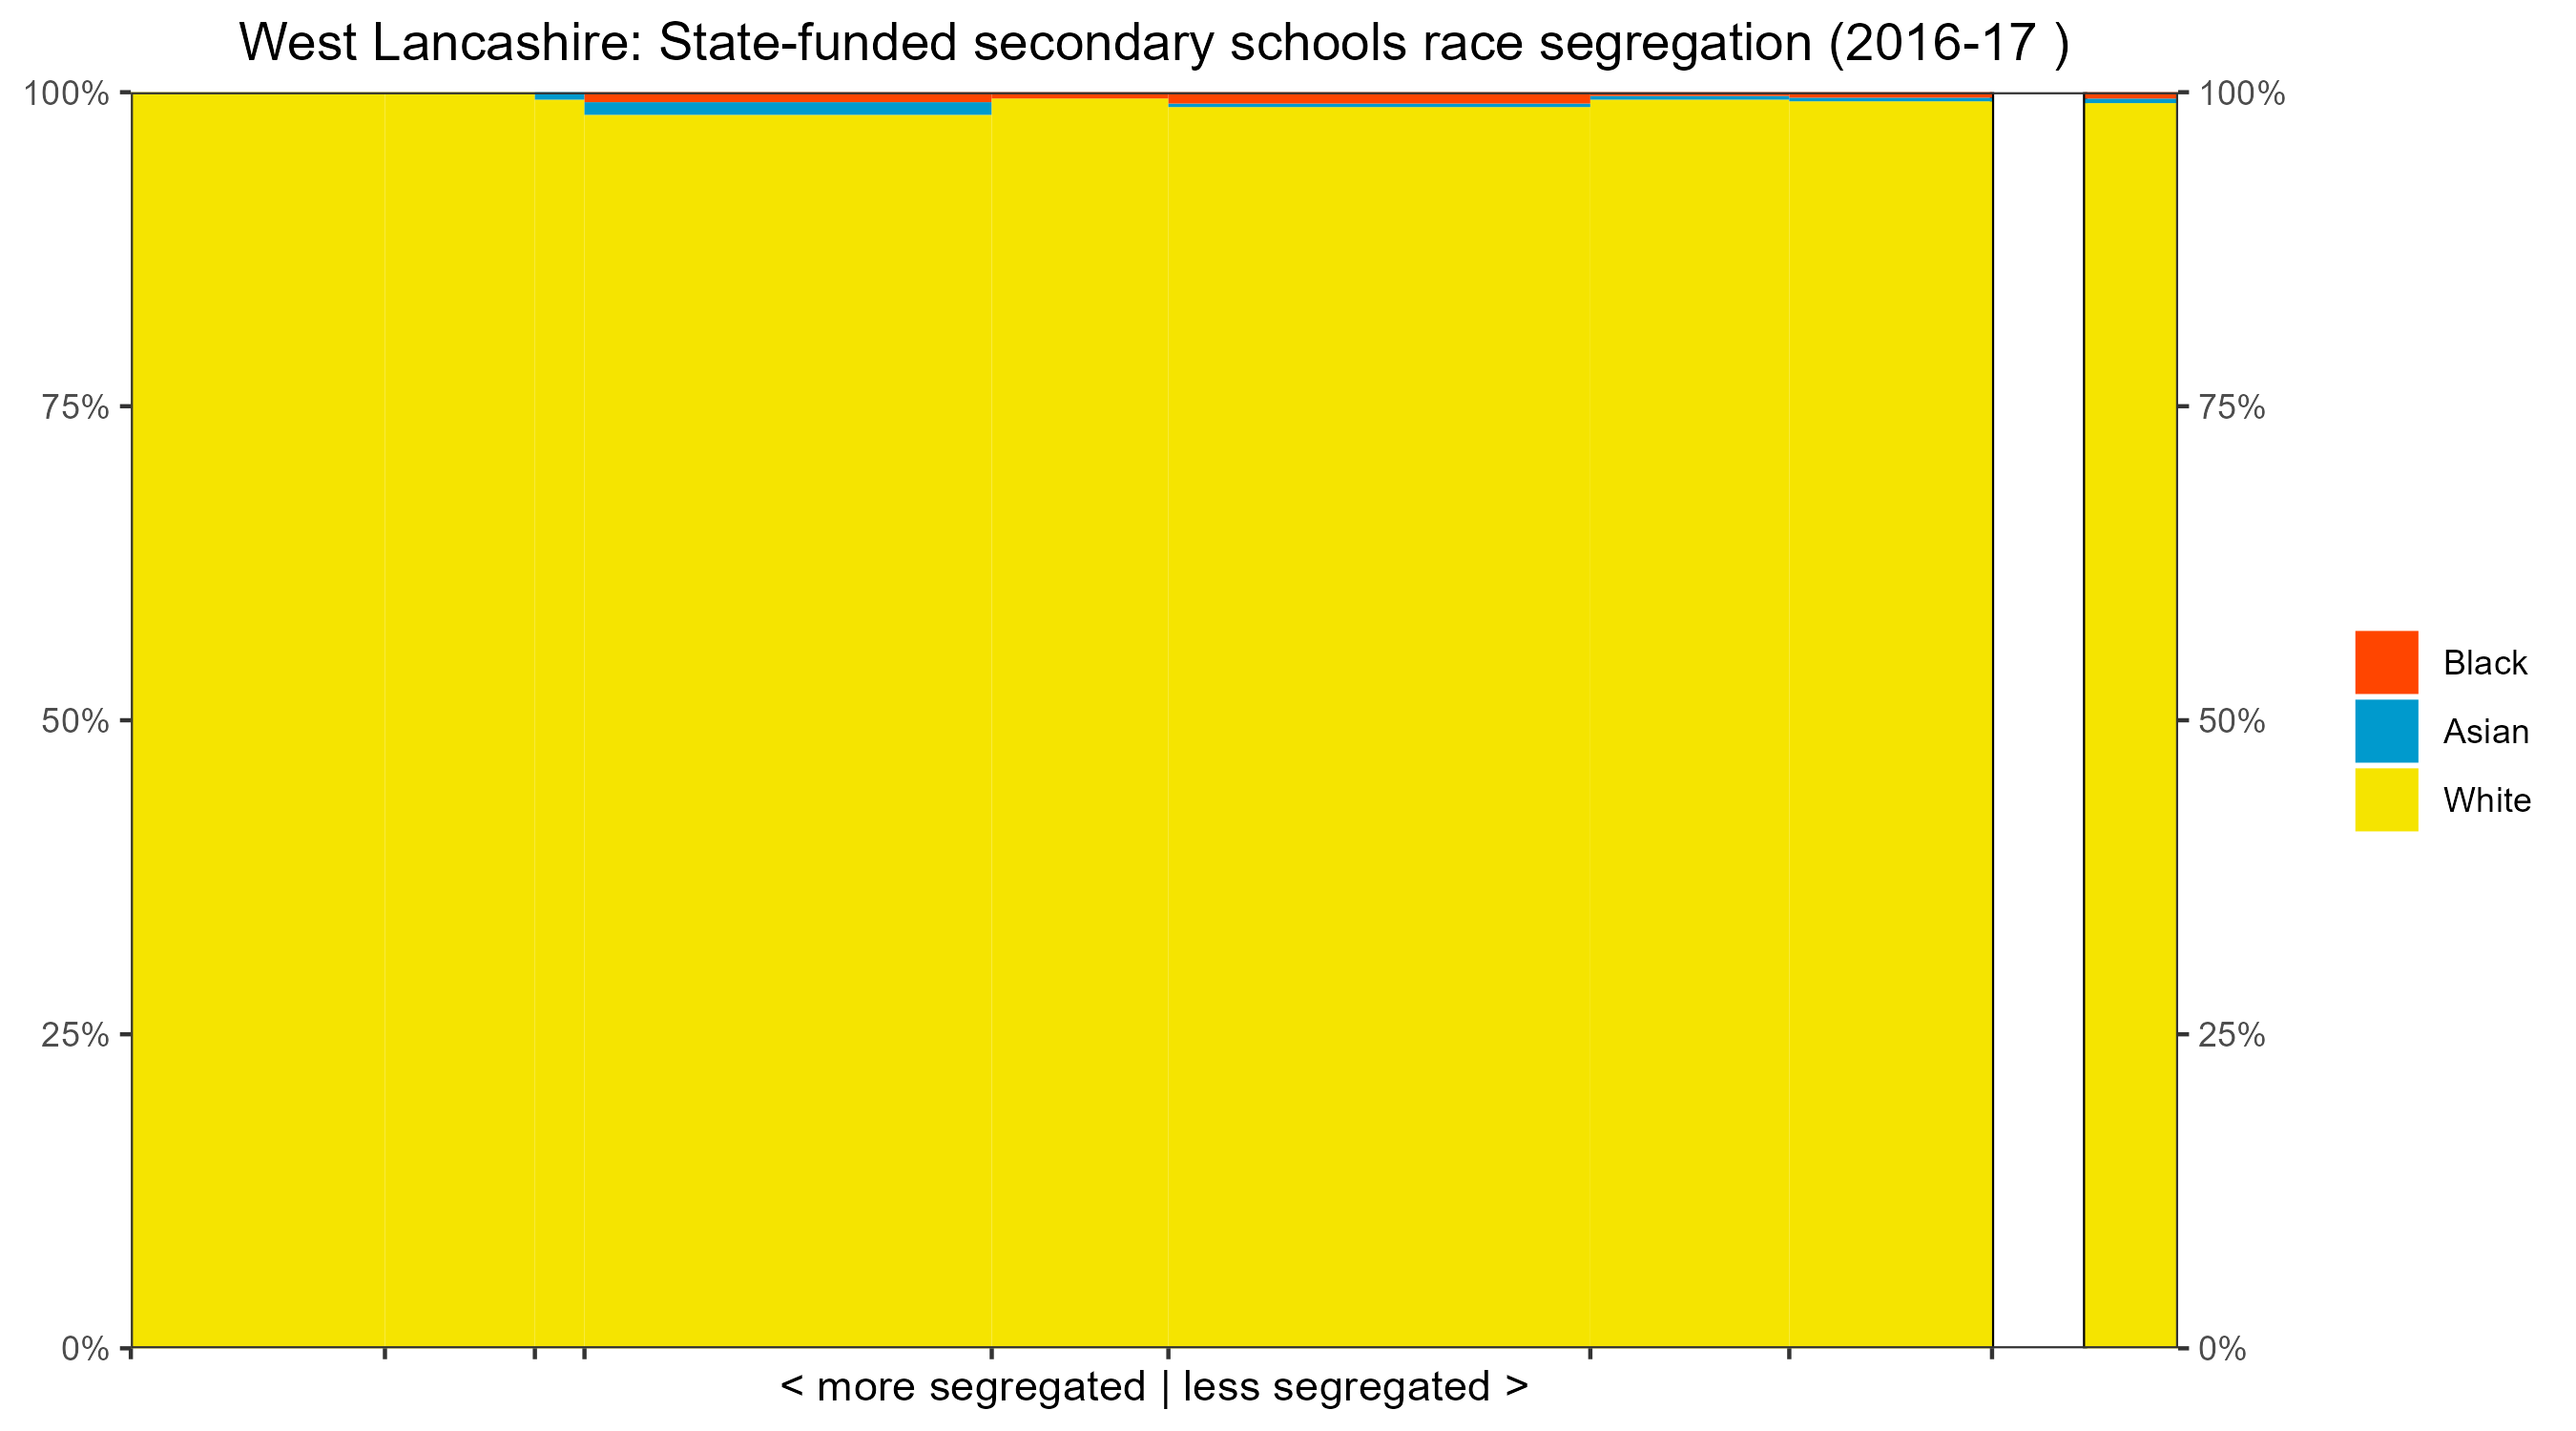 West Lancashire: State-funded secondary schools race segregation (2016-17 )
100%
75%
50%
25%
0%
100%
75%
50%
25%
0%
Black
Asian
White
< more segregated | less segregated >